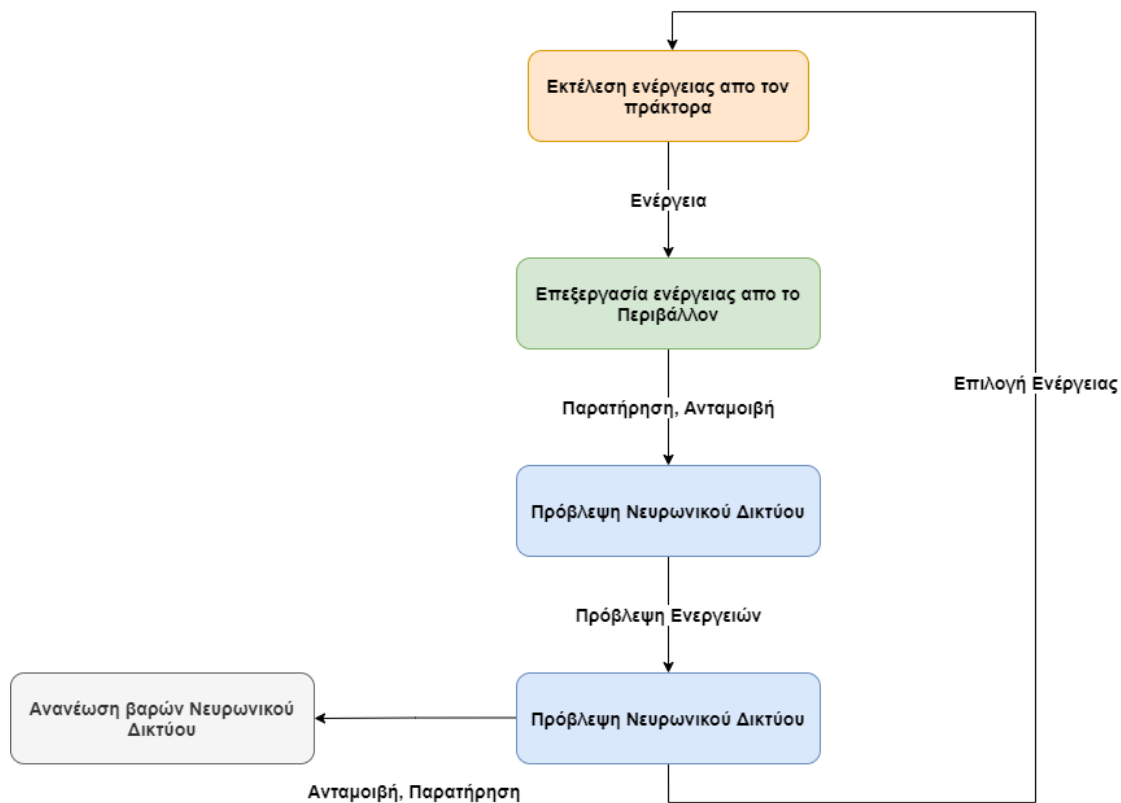 Εκτέλεση ενέργειας απο τον
πράκτορα
Ενέργεια
Επεξεργασία ενέργειας απο το
Περιβάλλον
Επιλογή Ενέργειας
Παρατήρηση, Ανταμοιβή
Πρόβλεψη Νευρωνικού Δικτύου
Πρόβλεψη Ενεργειών
Ανανέωση βαρών Νευρωνικού
Δικτύου
Πρόβλεψη Νευρωνικού Δικτύου
Ανταμοιβή, Παρατήρηση